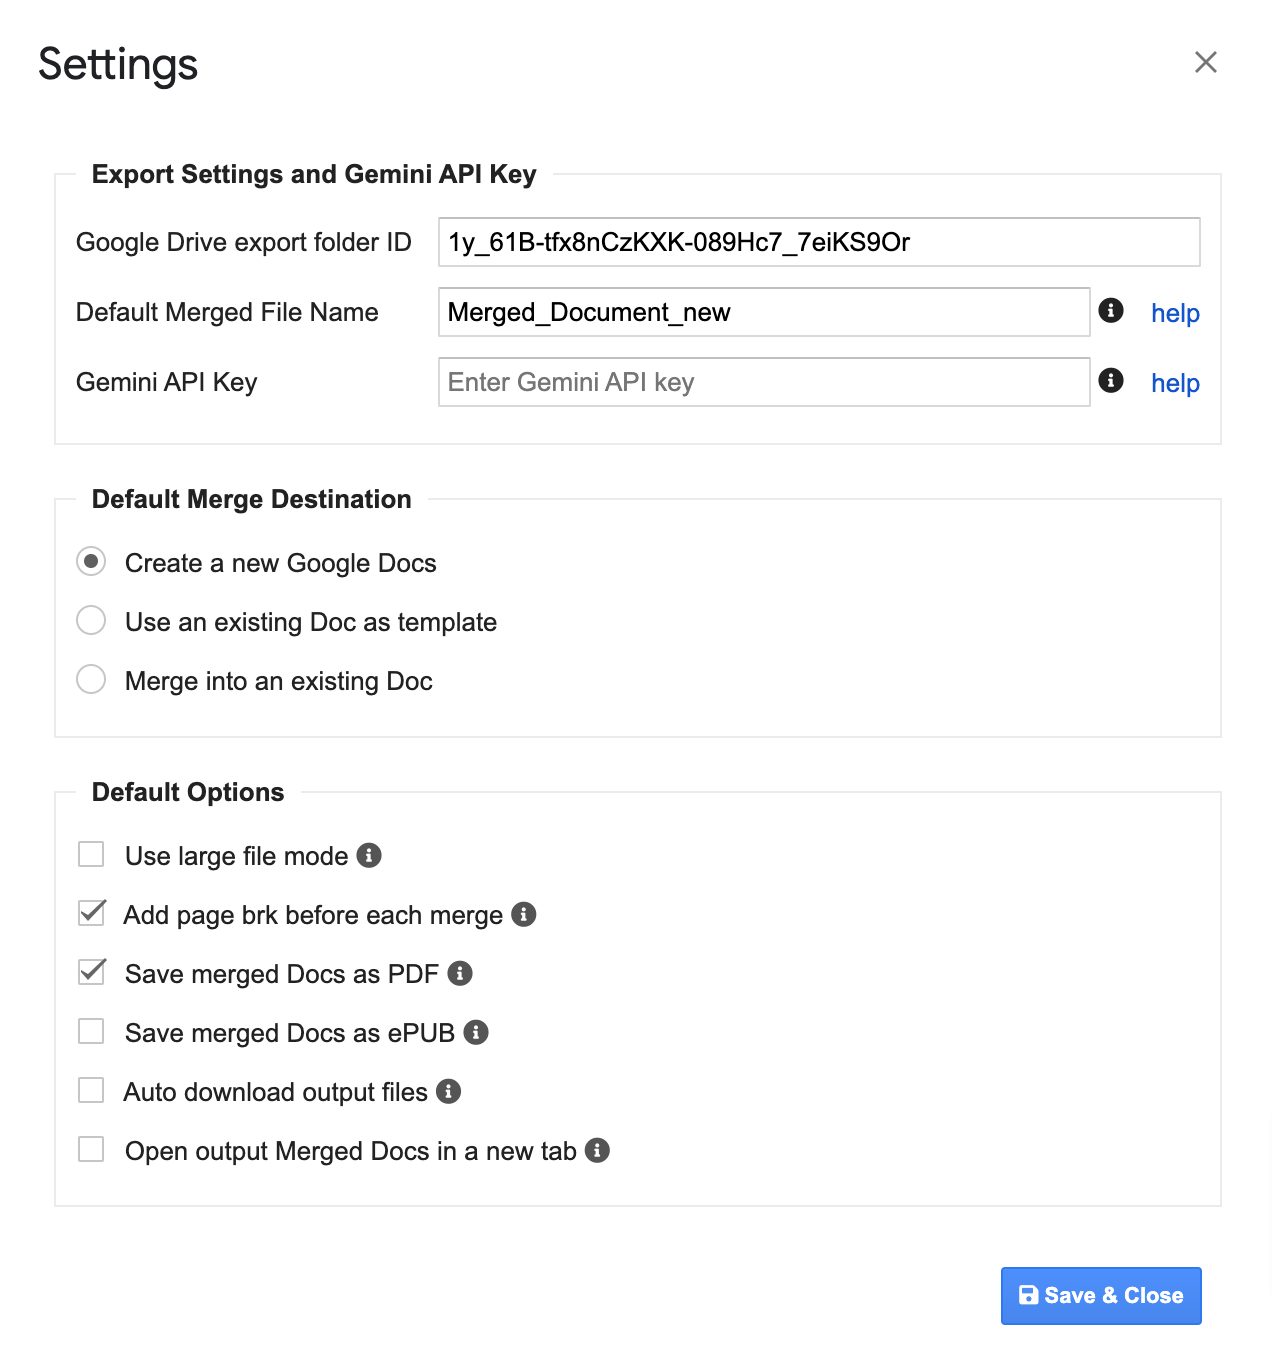 Settings
Export Settings and Gemini API Key
Google Drive export folder ID 1y_61B-tfx8nCzKXK-089Hc7_7eiKS9Or
Default Merged File Name Merged_Document_new help
Gemini API Key Enter Gemini API key help
Default Merge Destination
Create a new Google Docs
Use an existing Doc as template
Merge into an existing Doc
Default Options
Use large file mode
Add page brk before each merge
Save merged Docs as PDF
Save merged Docs as ePUB
Auto download output files
Open output Merged Docs in a new tab
Save & Close